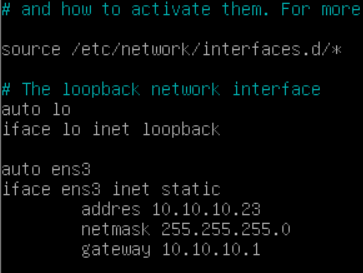 # and how to activate them. For more
source /etc/network/interfaces.d/*
# The loopback network interface
auto lo
iface lo inet loopback
auto ens3
iface ens3 inet static
addres 10.10.10.23
netmask 255.255.255.0
gateway 10.10.10.1